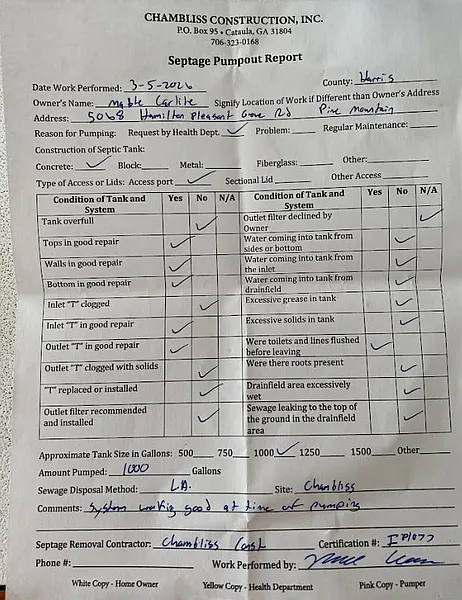 CHAMBLISS CONSTRUCTION, INC.
P.O. Box 95 • Cataula, GA 31804
706-323-0168
Septage Pumpout Report
Date Work Performed: 3-5-2026 County: Harris
Owner's Name: Mable Carlile Signify Location of Work if Different than Owner's Address
Address: 5068 Hamilton Pleasant Grove Rd Pine Mountain
Reason for Pumping: Request by Health Dept. ✓ Problem: Regular Maintenance:
Construction of Septic Tank:
Concrete: ✓ Block: Metal: Fiberglass: Other:
Type of Access or Lids: Access port ✓ Sectional Lid Other Access
Condition of Tank and System Yes No N/A Condition of Tank and System Yes No N/A
Tank overfull ✓ Outlet filter declined by Owner ✓
Tops in good repair ✓ Water coming into tank from sides or bottom ✓
Walls in good repair ✓ Water coming into tank from the inlet ✓
Bottom in good repair ✓ Water coming into tank from drainfield ✓
Inlet "T" clogged ✓ Excessive grease in tank ✓
Inlet "T" in good repair ✓ Excessive solids in tank ✓
Outlet "T" in good repair ✓ Were toilets and lines flushed before leaving ✓
Outlet "T" clogged with solids ✓ Were there roots present ✓
"T" replaced or installed ✓ Drainfield area excessively wet ✓
Outlet filter recommended and installed ✓ Sewage leaking to the top of the ground in the drainfield area ✓
Approximate Tank Size in Gallons: 500 750 1000 ✓ 1250 1500 Other
Amount Pumped: 1000 Gallons
Sewage Disposal Method: L.A. Site: Chambliss
Comments: System working good at time of pumping
Septage Removal Contractor: Chambliss Const Certification #: IP1077
Phone #: Work Performed by:
White Copy - Home Owner Yellow Copy - Health Department Pink Copy - Pumper